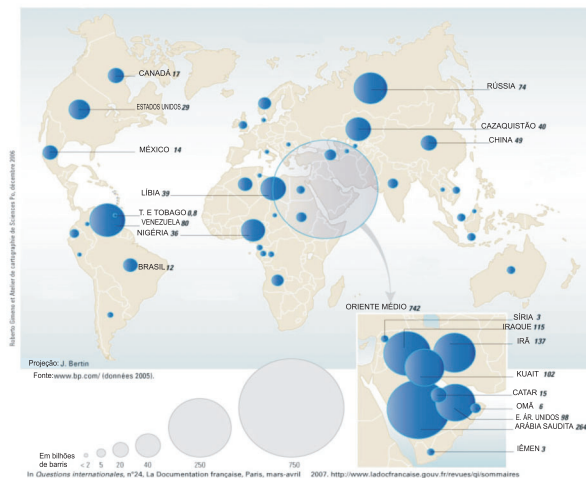 Roberto Gimeno et Atelier de cartographie de Sciences Po, décembre 2006
CANADÁ 17
ESTADOS UNIDOS 29
MÉXICO 14
RÚSSIA 74
CAZAQUISTÃO 40
CHINA 49
LÍBIA 39
T. E TOBAGO 0,8
VENEZUELA 80
NIGÉRIA 36
BRASIL 12
ORIENTE MÉDIO 742
SÍRIA 3
IRAQUE 115
IRÃ 137
KUAIT 102
CATAR 15
OMÃ 6
E. ÁR. UNIDOS 98
ARÁBIA SAUDITA 264
IÊMEN 3
Projeção: J. Bertin
Fonte:www.bp.com/ (données 2005).
Em bilhões
de barris
< 2 5 20 40 250 750
In Questions internationales, n°24, La Documentation française, Paris, mars-avril 2007. http://www.ladocfrancaise.gouv.fr/revues/qi/sommaires